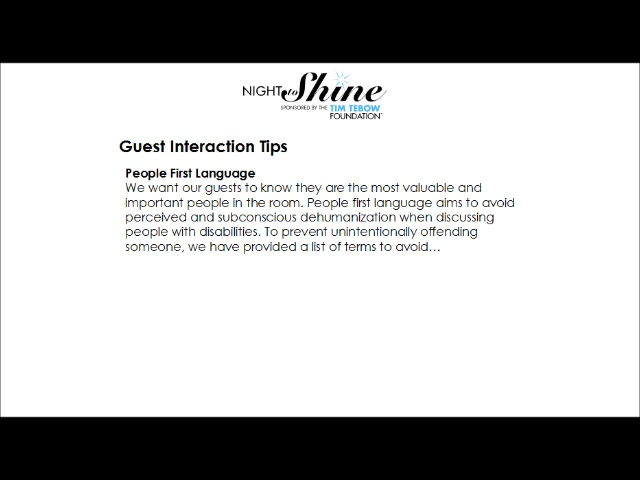 NIGHT to Shine
SPONSORED BY THE TIM TEBOW
FOUNDATION
Guest Interaction Tips
People First Language
We want our guests to know they are the most valuable and
important people in the room. People first language aims to avoid
perceived and subconscious dehumanization when discussing
people with disabilities. To prevent unintentionally offending
someone, we have provided a list of terms to avoid…